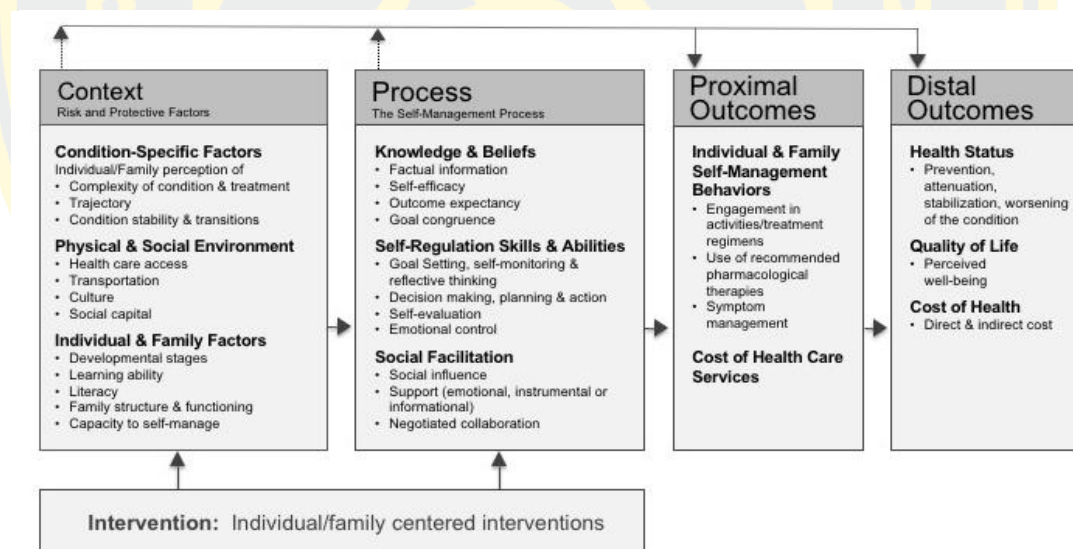 Context
Risk and Protective Factors
Condition-Specific Factors
Individual/Family perception of
• Complexity of condition & treatment
• Trajectory
• Condition stability & transitions
Physical & Social Environment
• Health care access
• Transportation
• Culture
• Social capital
Individual & Family Factors
• Developmental stages
• Learning ability
• Literacy
• Family structure & functioning
• Capacity to self-manage
Process
The Self-Management Process
Knowledge & Beliefs
• Factual information
• Self-efficacy
• Outcome expectancy
• Goal congruence
Self-Regulation Skills & Abilities
• Goal Setting, self-monitoring &
reflective thinking
• Decision making, planning & action
• Self-evaluation
• Emotional control
Social Facilitation
• Social influence
• Support (emotional, instrumental or
informational)
• Negotiated collaboration
Proximal
Outcomes
Individual & Family
Self-Management
Behaviors
• Engagement in
activities/treatment
regimens
• Use of recommended
pharmacological
therapies
• Symptom
management
Cost of Health Care
Services
Distal
Outcomes
Health Status
• Prevention,
attenuation,
stabilization, worsening
of the condition
Quality of Life
• Perceived
well-being
Cost of Health
• Direct & indirect cost
Intervention: Individual/family centered interventions